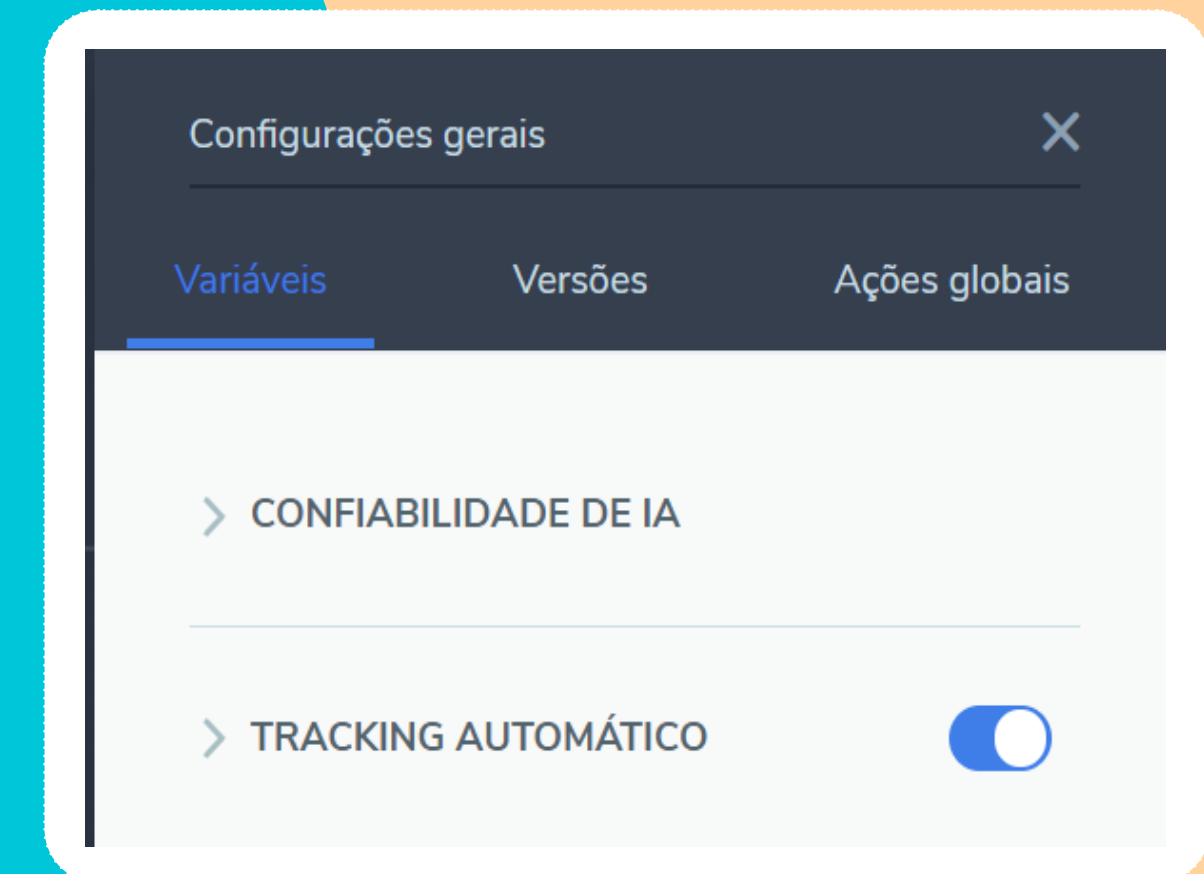 Configurações gerais
Variáveis Versões Ações globais
CONFIABILIDADE DE IA
TRACKING AUTOMÁTICO